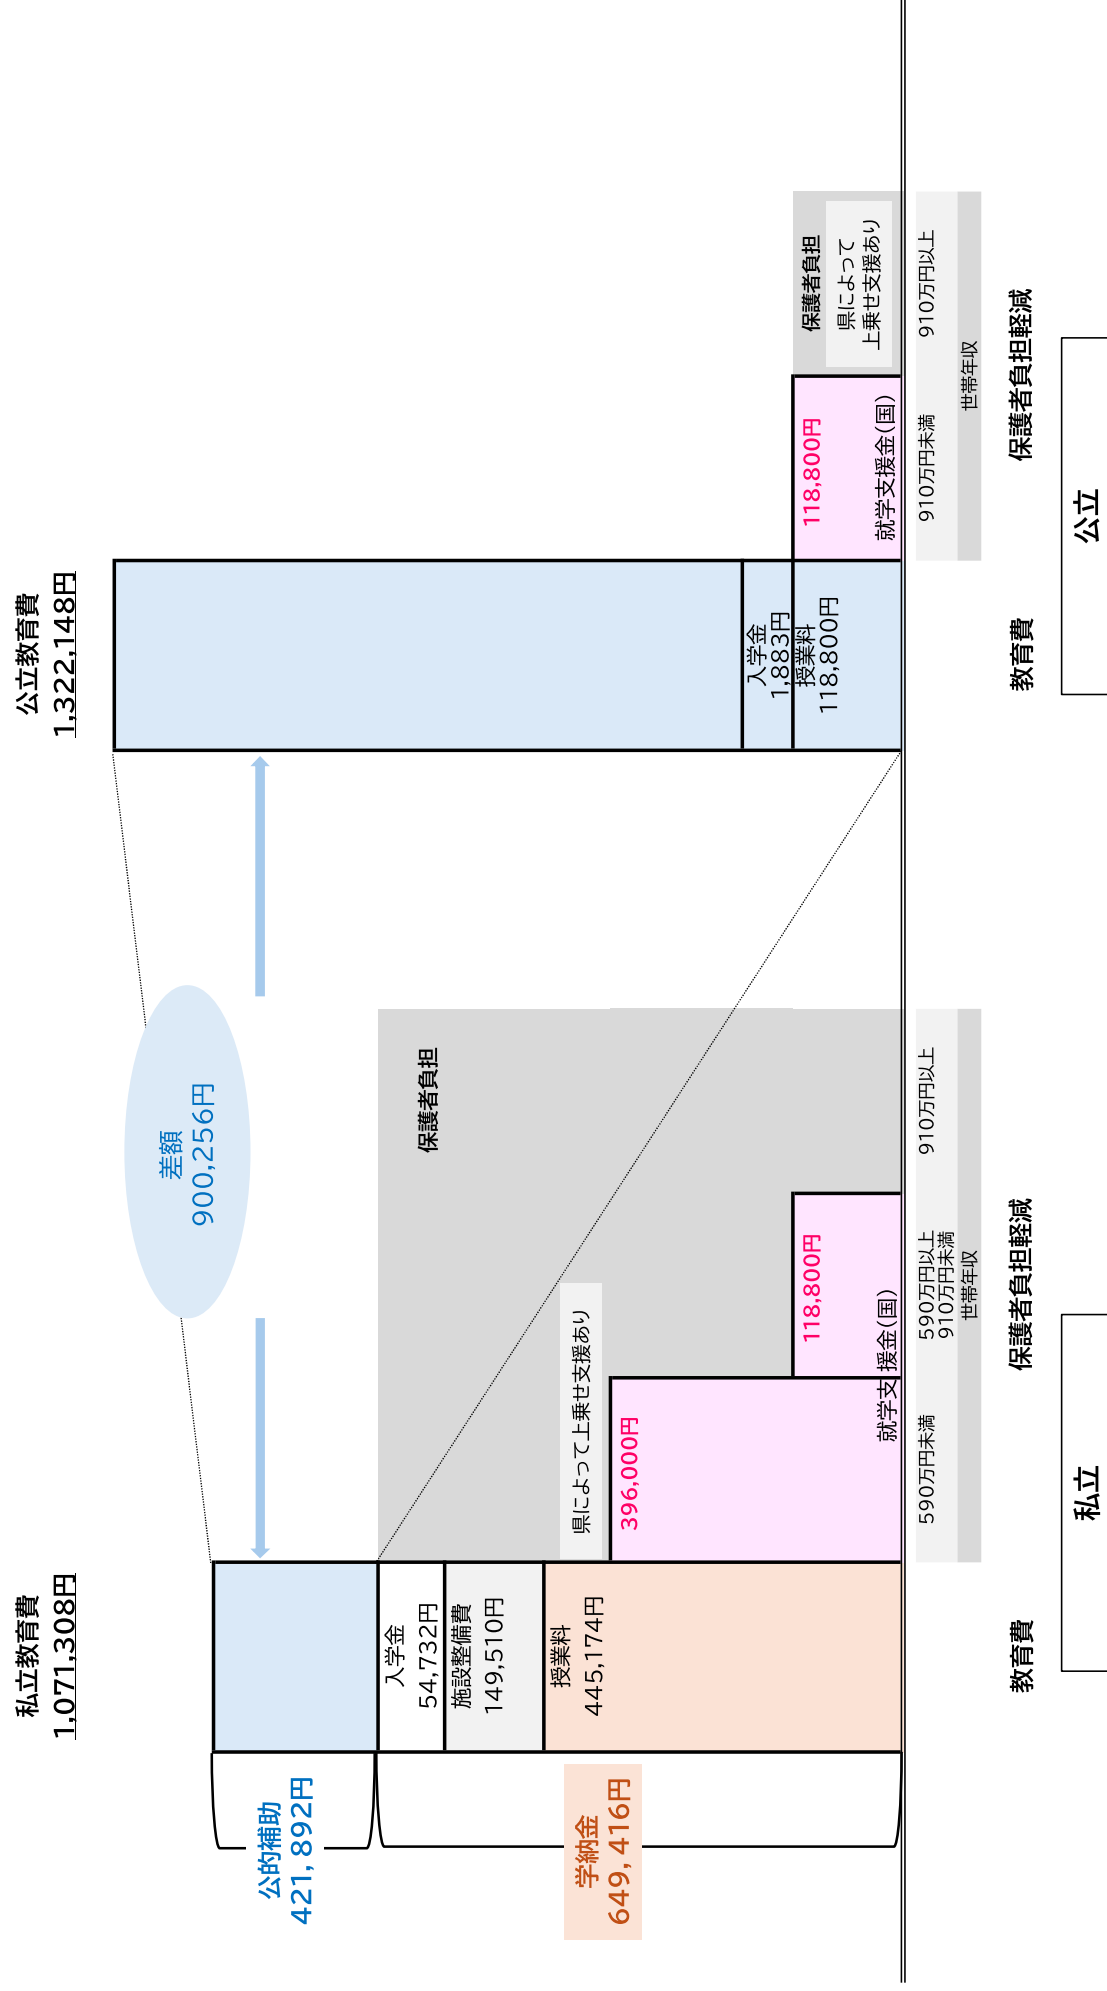 私立教育費
1,071,308円
公立教育費
1,322,148円
差額
900,256円
公的補助
421,892円
学納金
649,416円
入学金
54,732円
施設整備費
149,510円
授業料
445,174円
保護者負担
県によって上乗せ支援あり
396,000円
118,800円
就学支援金(国)
590万円未満
590万円以上
910万円未満
910万円以上
世帯年収
教育費
保護者負担軽減
私立
入学金
1,883円
授業料
118,800円
118,800円
就学支援金(国)
保護者負担
県によって
上乗せ支援あり
910万円未満
910万円以上
世帯年収
教育費
保護者負担軽減
公立